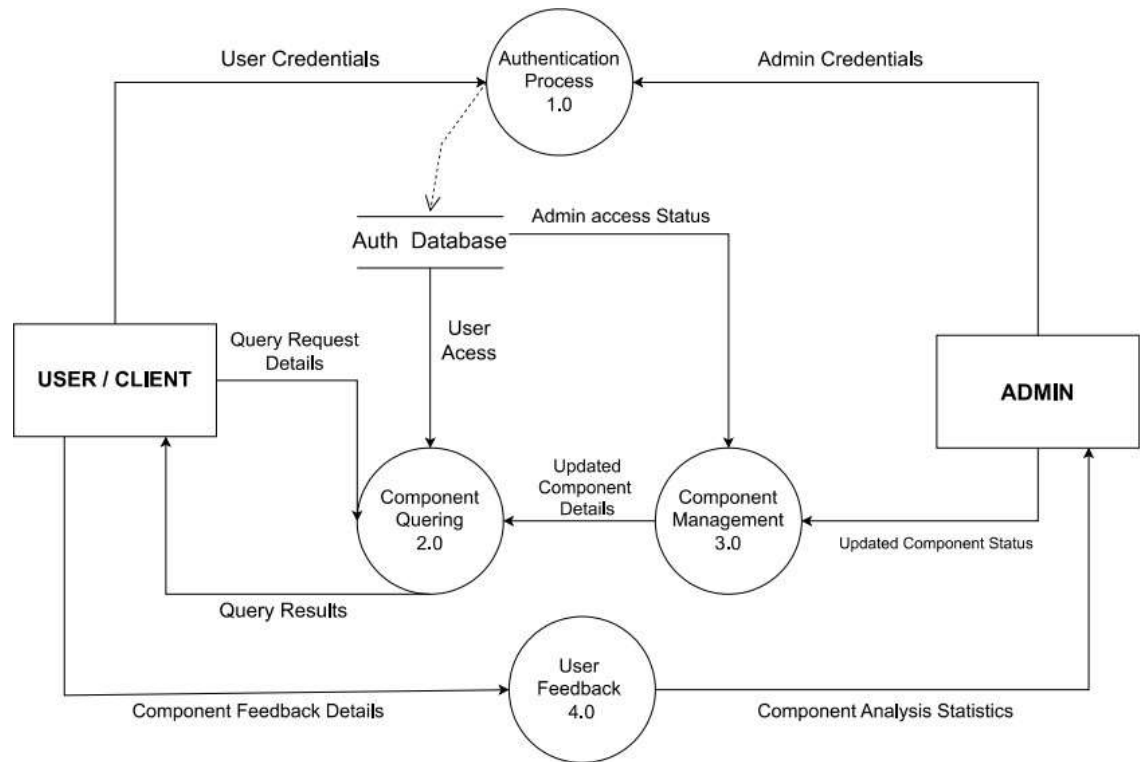 User Credentials
Authentication
Process
1.0
Admin Credentials
Auth Database
Admin access Status
User
Acess
Query Request
Details
USER / CLIENT
ADMIN
Component
Quering
2.0
Updated
Component
Details
Component
Management
3.0
Updated Component Status
Query Results
User
Feedback
4.0
Component Feedback Details
Component Analysis Statistics